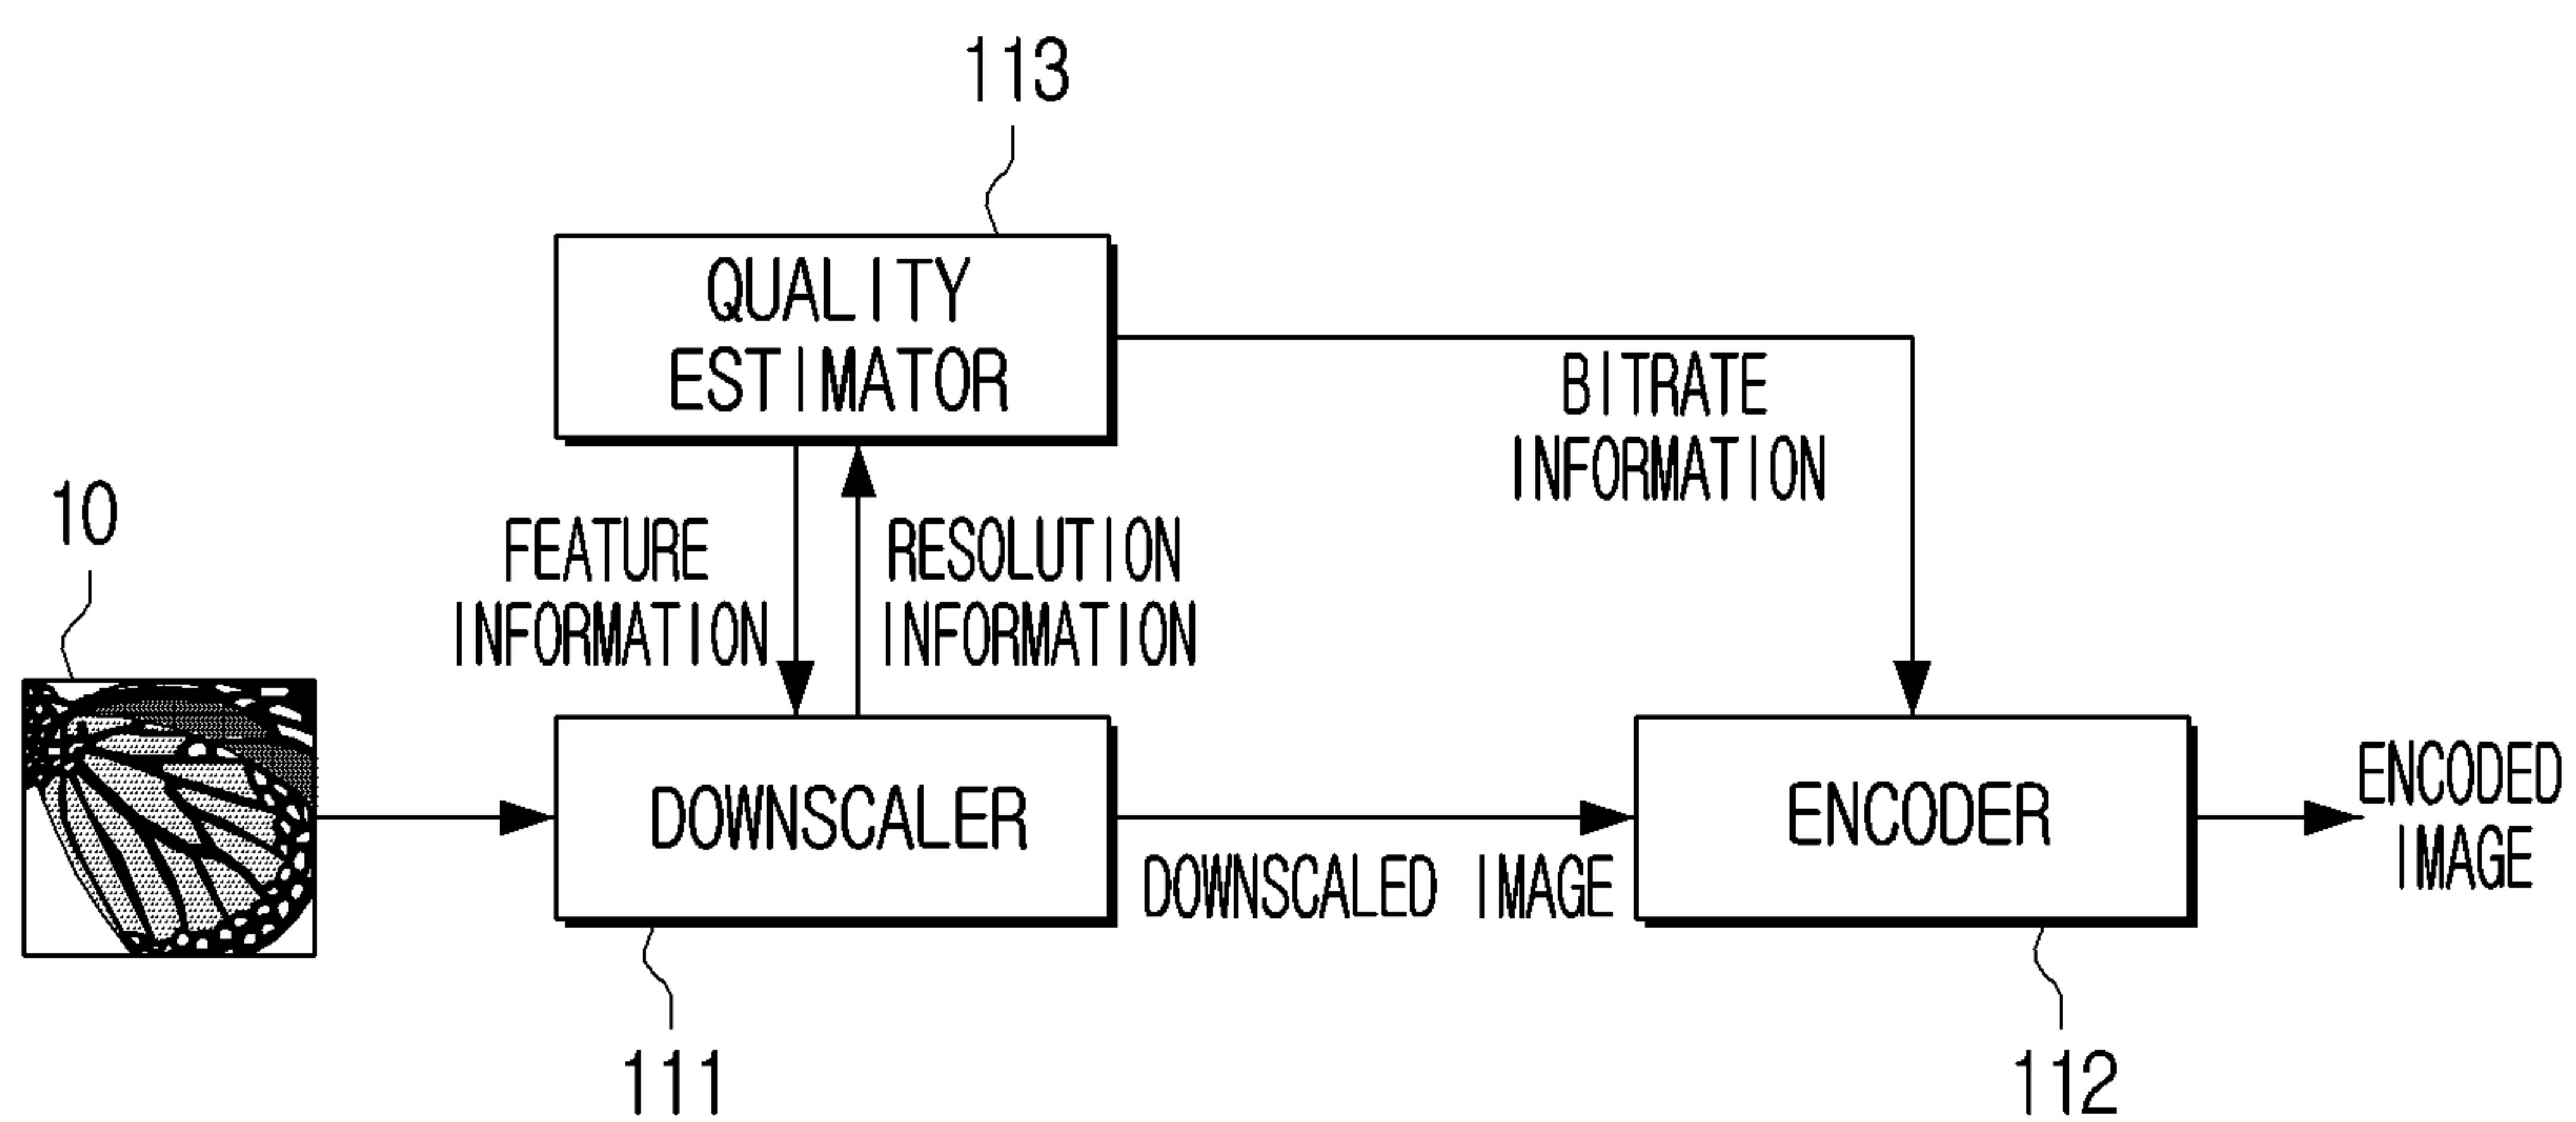 113
QUALITY
ESTIMATOR
BITRATE
INFORMATION
10
FEATURE
INFORMATION
RESOLUTION
INFORMATION
DOWNSCALER
ENCODER
ENCODED
IMAGE
DOWNSCALED IMAGE
111
112